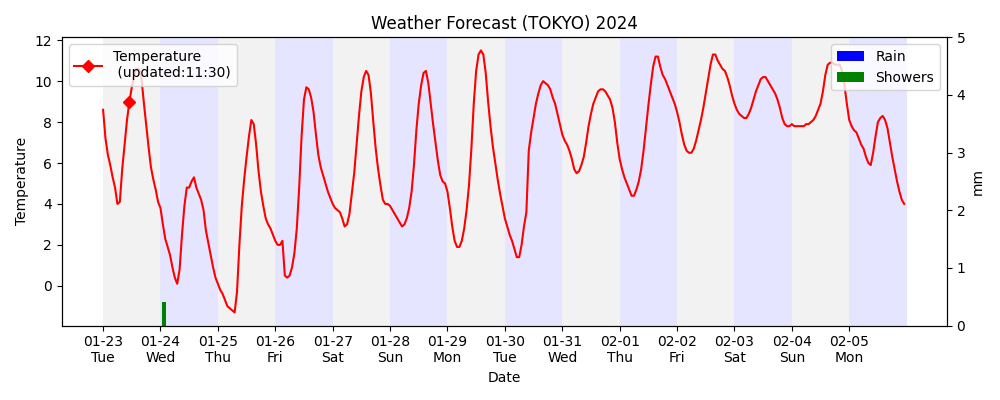 Weather Forecast (TOKYO) 2024
Temperature
(updated:11:30)
Rain
Showers
Temperature
12
10
8
6
4
2
0
mm
5
4
3
2
1
0
01-23 01-24 01-25 01-26 01-27 01-28 01-29 01-30 01-31 02-01 02-02 02-03 02-04 02-05
Tue Wed Thu Fri Sat Sun Mon Tue Wed Thu Fri Sat Sun Mon
Date